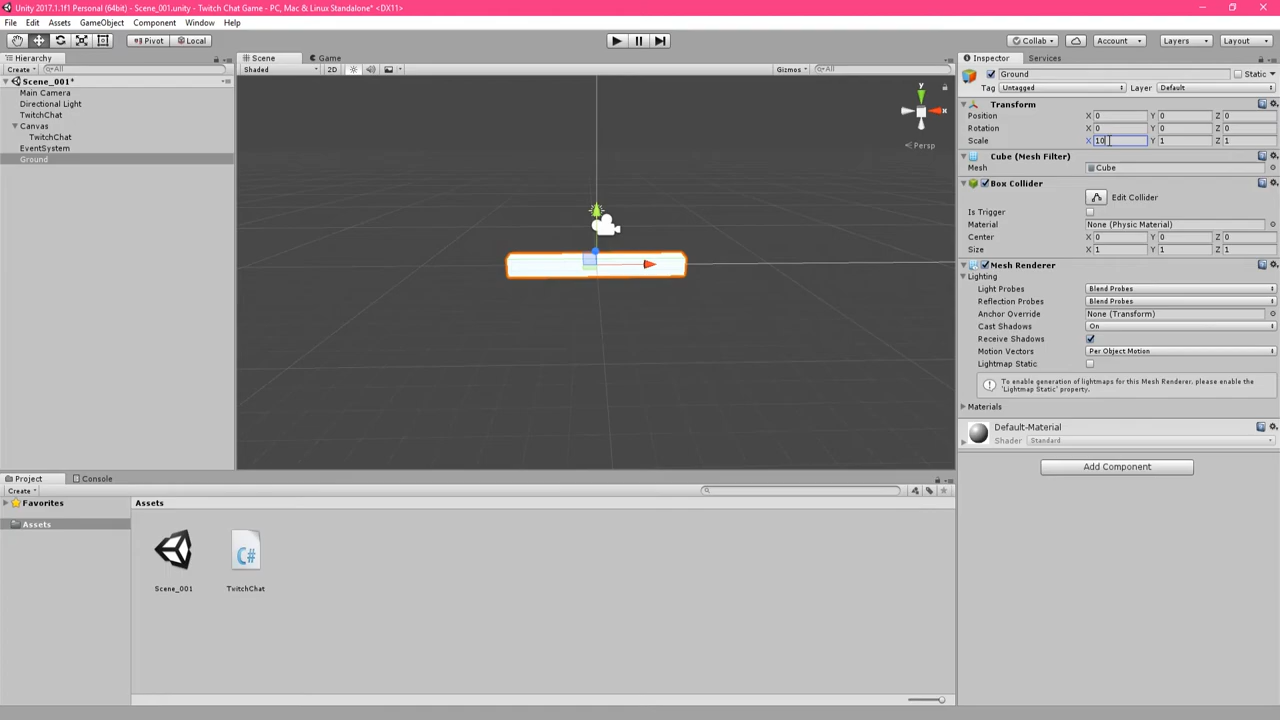 Unity 2017.1.1f1 Personal (64bit) - Scene_001.unity - Twitch Chat Game - PC, Mac & Linux Standalone* <DX11>
File Edit Assets GameObject Component Window Help
Pivot Local Collab Account Layers Layout
Hierarchy
Create All
Scene_001*
Main Camera
Directional Light
TwitchChat
Canvas
TwitchChat
EventSystem
Ground
Scene Game
Shaded 2D Gizmos All
y
x
Persp
Inspector Services
Ground Static
Tag Untagged Layer Default
Transform
Position X 0 Y 0 Z 0
Rotation X 0 Y 0 Z 0
Scale X 10 Y 1 Z 1
Cube (Mesh Filter)
Mesh Cube
Box Collider
Edit Collider
Is Trigger
Material None (Physic Material)
Center X 0 Y 0 Z 0
Size X 1 Y 1 Z 1
Mesh Renderer
Lighting
Light Probes Blend Probes
Reflection Probes Blend Probes
Anchor Override None (Transform)
Cast Shadows On
Receive Shadows
Motion Vectors Per Object Motion
Lightmap Static
To enable generation of lightmaps for this Mesh Renderer, please enable the
'Lightmap Static' property.
Materials
Default-Material
Shader Standard
Add Component
Project Console
Create
Favorites
Assets
Assets
C#
Scene_001 TwitchChat